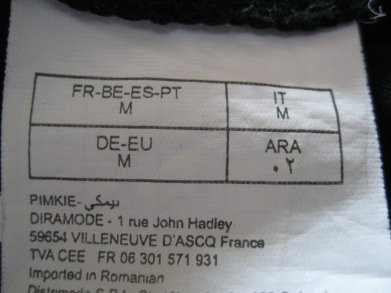 FR-BE-ES-PT IT
M M
DE-EU ARA
M ٠٢
PIMKIE- ديمكي
DIRAMODE - 1 rue John Hadley
59654 VILLENEUVE D'ASCQ France
TVA CEE FR 06 301 571 931
Imported in Romanian